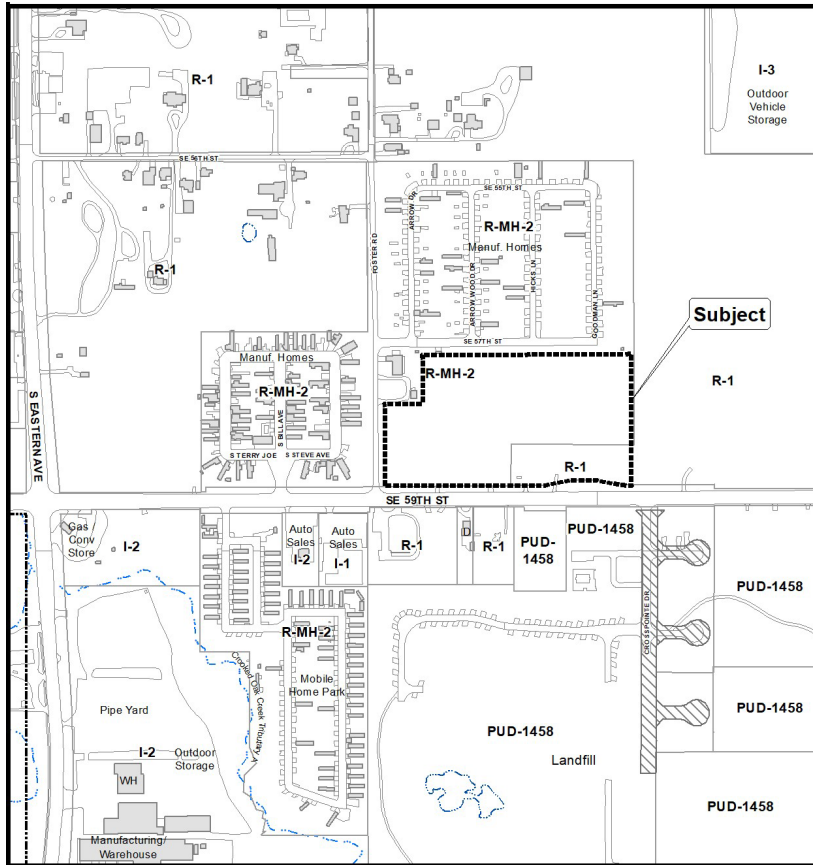 R-1
I-3
Outdoor
Vehicle
Storage
SE 56TH ST
SE 55TH ST
ARROW DR
R-MH-2
Manuf. Homes
FOSTER RD
ARROW WOOD DR
HICKS LN
GOODMAN LN
R-1
SE 57TH ST
Subject
Manuf. Homes
R-MH-2
R-MH-2
R-1
S EASTERN AVE
S BILL AVE
S TERRY JOE
S STEVE AVE
R-1
SE 59TH ST
Gas /
Conv
Store
I-2
Auto
Sales
I-2
Auto
Sales
I-1
R-1
D
R-1
PUD-
1458
PUD-1458
PUD-1458
CROSSPOINTE DR
R-MH-2
Mobile
Home Park
Crooked Oak Creek Tributary A
Pipe Yard
I-2
Outdoor
Storage
WH
Manufacturing/
Warehouse
PUD-1458
Landfill
PUD-1458
PUD-1458